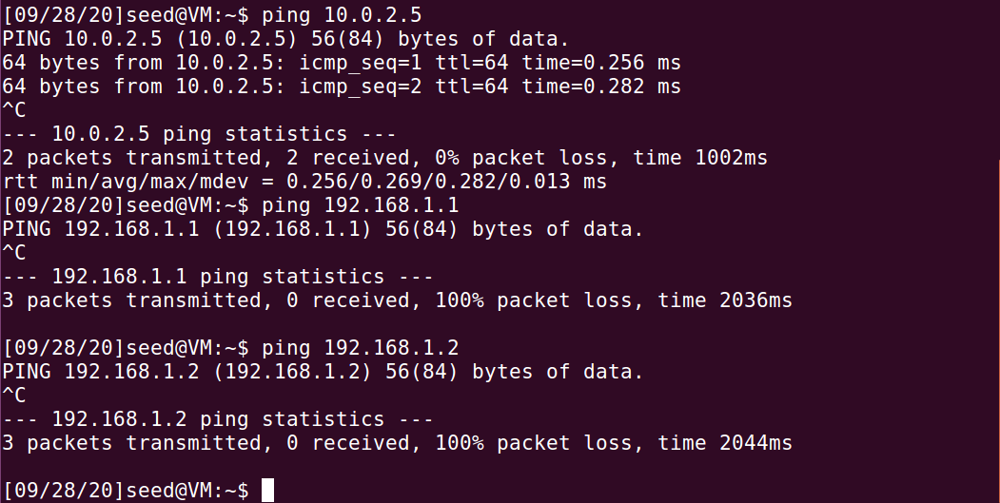 [09/28/20]seed@VM:~$ ping 10.0.2.5
PING 10.0.2.5 (10.0.2.5) 56(84) bytes of data.
64 bytes from 10.0.2.5: icmp_seq=1 ttl=64 time=0.256 ms
64 bytes from 10.0.2.5: icmp_seq=2 ttl=64 time=0.282 ms
^C
--- 10.0.2.5 ping statistics ---
2 packets transmitted, 2 received, 0% packet loss, time 1002ms
rtt min/avg/max/mdev = 0.256/0.269/0.282/0.013 ms
[09/28/20]seed@VM:~$ ping 192.168.1.1
PING 192.168.1.1 (192.168.1.1) 56(84) bytes of data.
^C
--- 192.168.1.1 ping statistics ---
3 packets transmitted, 0 received, 100% packet loss, time 2036ms
[09/28/20]seed@VM:~$ ping 192.168.1.2
PING 192.168.1.2 (192.168.1.2) 56(84) bytes of data.
^C
--- 192.168.1.2 ping statistics ---
3 packets transmitted, 0 received, 100% packet loss, time 2044ms
[09/28/20]seed@VM:~$